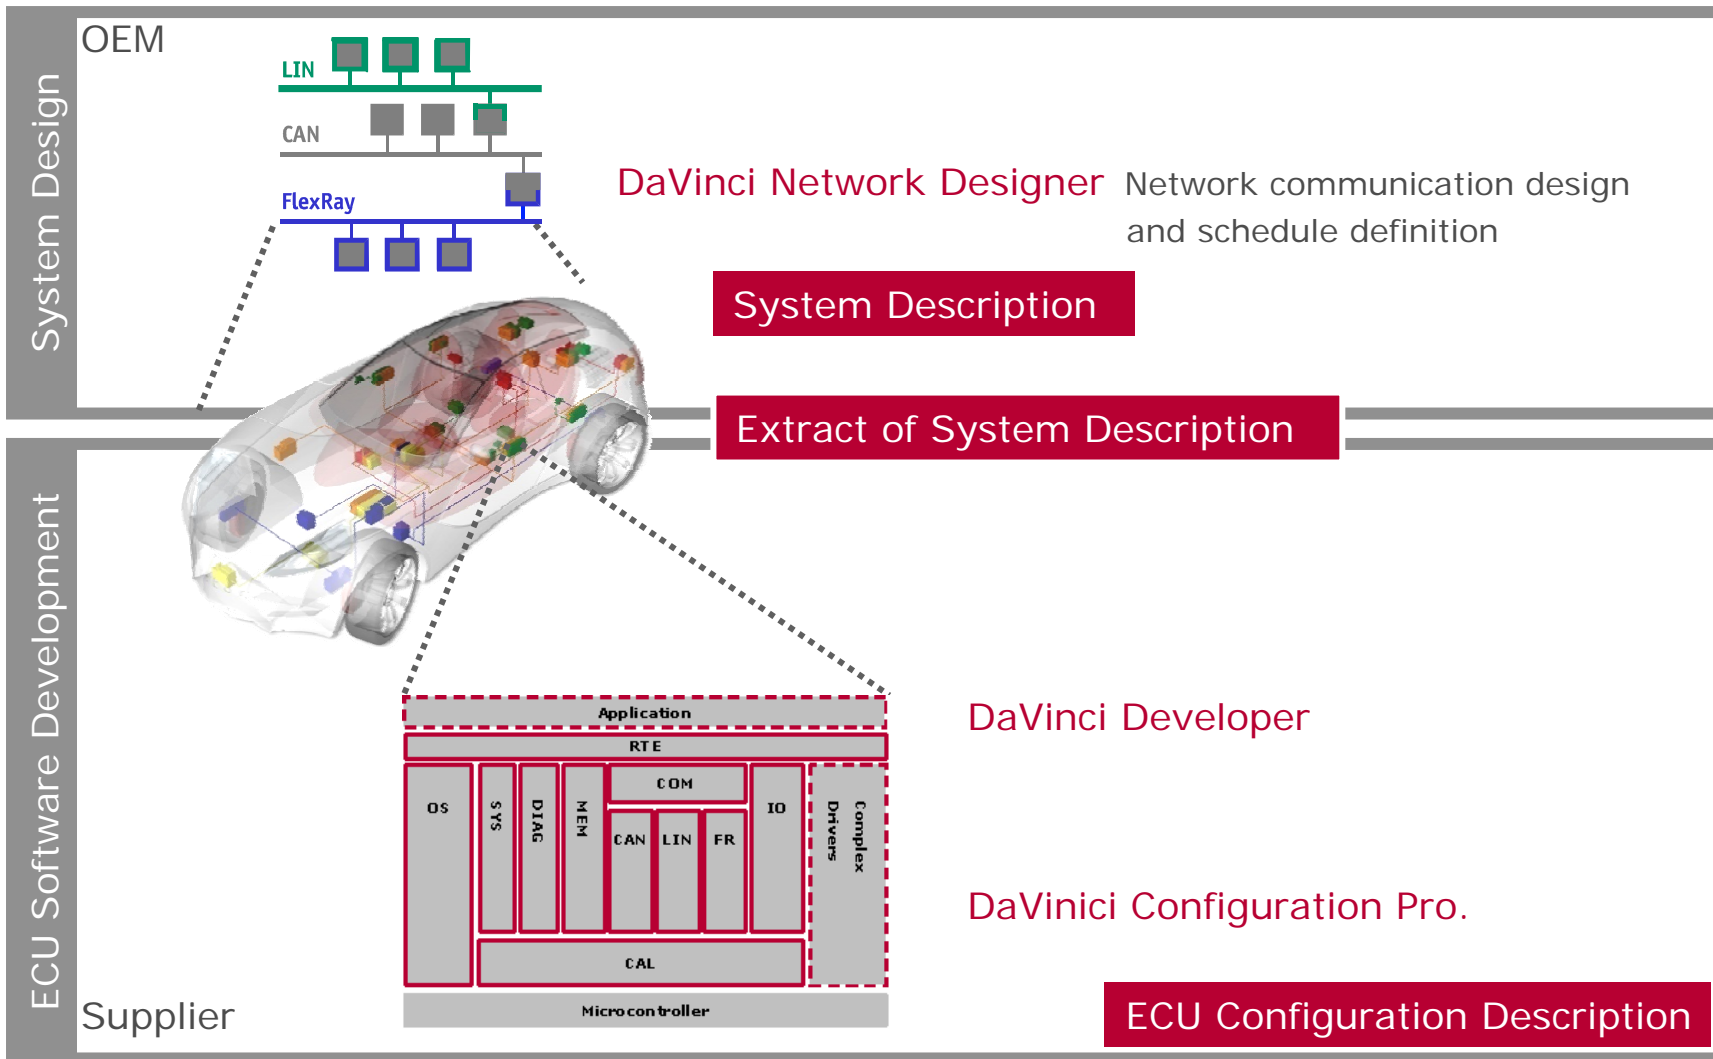 OEM
System Design
LIN
CAN
FlexRay
DaVinci Network Designer
Network communication design
and schedule definition
System Description
Extract of System Description
ECU Software Development
Application
RTE
DaVinci Developer
OS
SYS
DIAG
MEM
COM
CAN
LIN
FR
IO
Complex
Drivers
CAL
Microcontroller
DaVinici Configuration Pro.
Supplier
ECU Configuration Description